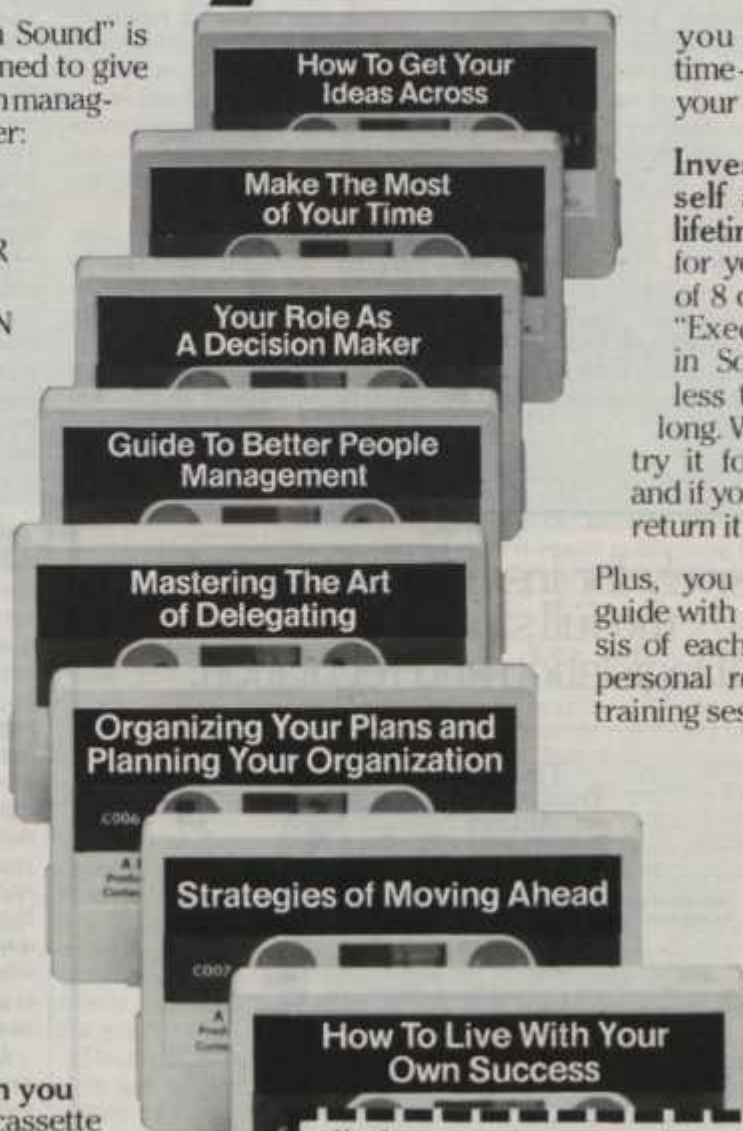 Sound" is
ned to give
manag-
er:
R
N
How To Get Your
Ideas Across
Make The Most
of Your Time
Your Role As
A Decision Maker
Guide To Better People
Management
Mastering The Art
of Delegating
Organizing Your Plans and
Planning Your Organization
C006
A
Strategies of Moving Ahead
C007
A
How To Live With Your
Own Success
you
cassette
you
time-
your
Inves
self a
lifetim
for yo
of 8 c
"Exec
in So
less t
long. W
try it fo
and if you
return it
Plus, you
guide with
sis of each
personal re
training ses